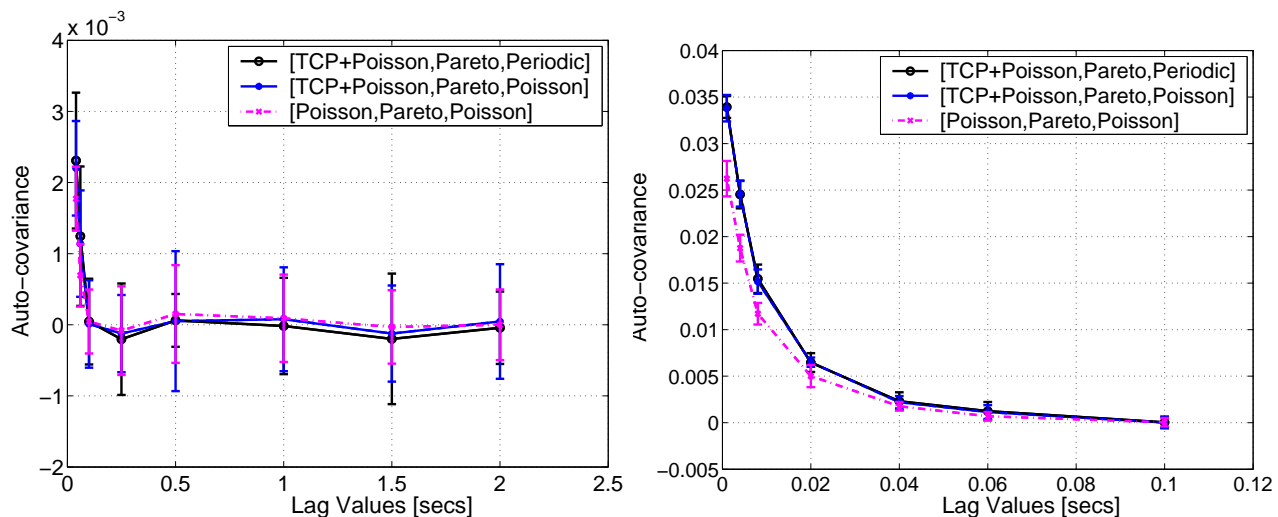 x 10⁻³
4
3
2
1
0
−1
−2
Auto-covariance
0
0.5
1
1.5
2
2.5
Lag Values [secs]
[TCP+Poisson,Pareto,Periodic]
[TCP+Poisson,Pareto,Poisson]
[Poisson,Pareto,Poisson]
0.04
0.035
0.03
0.025
0.02
0.015
0.01
0.005
0
−0.005
Auto-covariance
0
0.02
0.04
0.06
0.08
0.1
0.12
Lag Values [secs]
[TCP+Poisson,Pareto,Periodic]
[TCP+Poisson,Pareto,Poisson]
[Poisson,Pareto,Poisson]